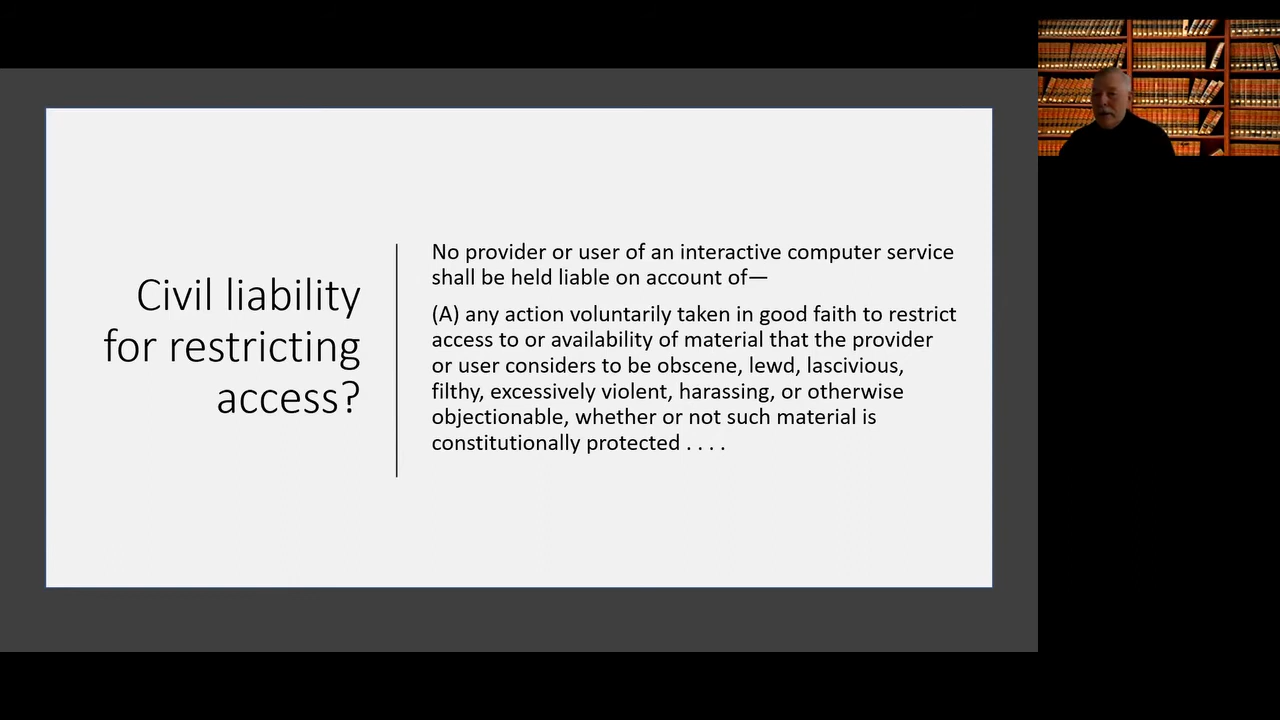 Civil liability
for restricting
access?
No provider or user of an interactive computer service
shall be held liable on account of—
(A) any action voluntarily taken in good faith to restrict
access to or availability of material that the provider
or user considers to be obscene, lewd, lascivious,
filthy, excessively violent, harassing, or otherwise
objectionable, whether or not such material is
constitutionally protected . . . .